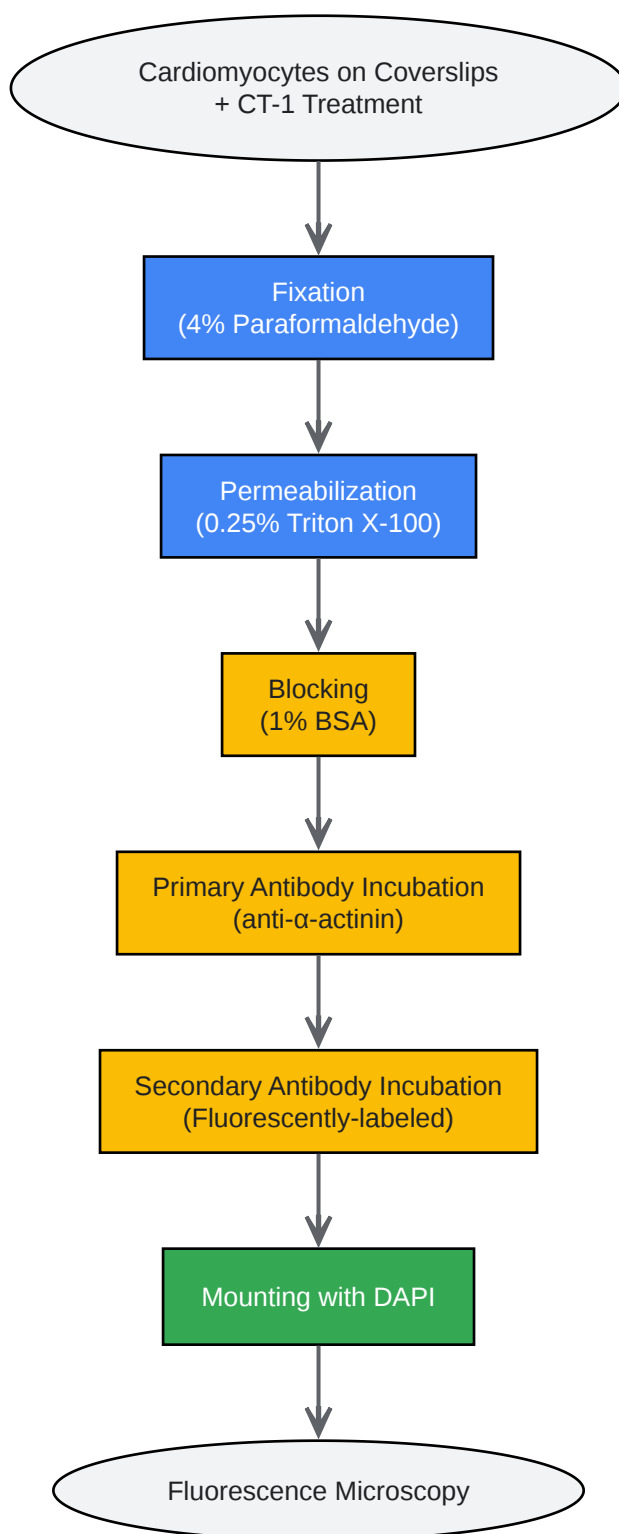 Cardiomyocytes on Coverslips
+ CT-1 Treatment
Fixation
(4% Paraformaldehyde)
Permeabilization
(0.25% Triton X-100)
Blocking
(1% BSA)
Primary Antibody Incubation
(anti-α-actinin)
Secondary Antibody Incubation
(Fluorescently-labeled)
Mounting with DAPI
Fluorescence Microscopy